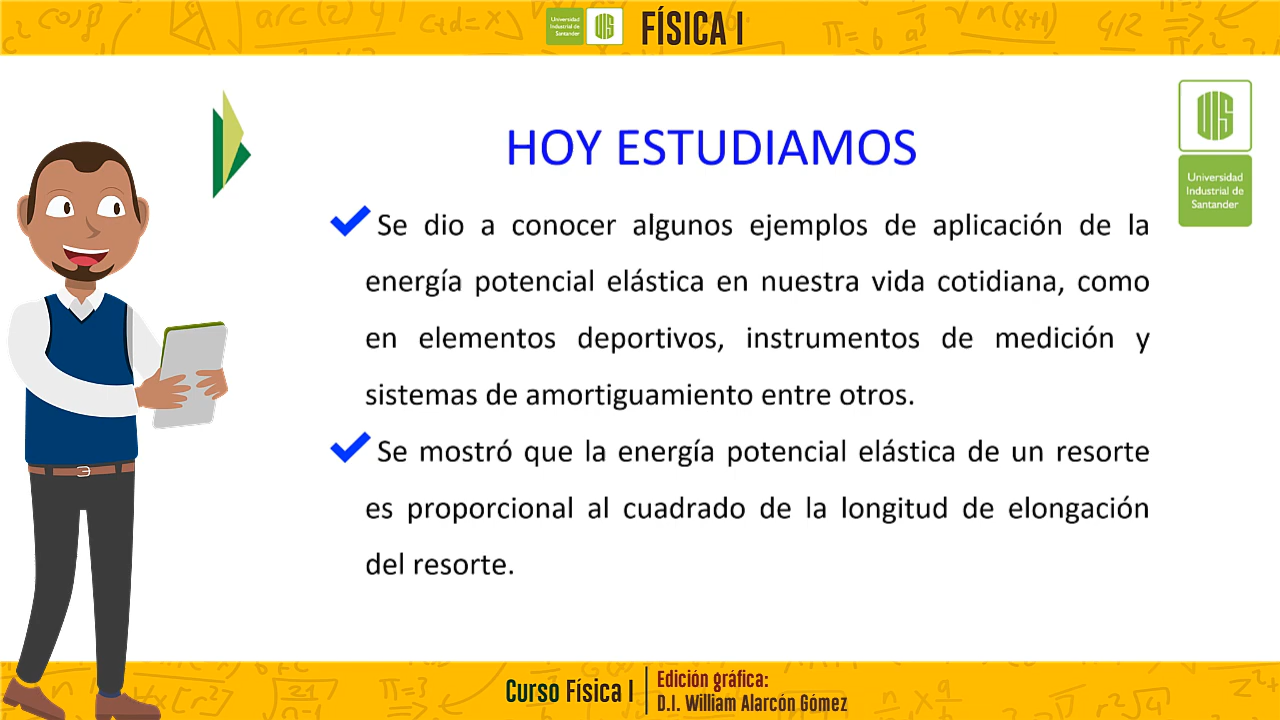 Universidad
Industrial de
Santander
FÍSICA I
Universidad
Industrial de
Santander
HOY ESTUDIAMOS
Se dio a conocer algunos ejemplos de aplicación de la
energía potencial elástica en nuestra vida cotidiana, como
en elementos deportivos, instrumentos de medición y
sistemas de amortiguamiento entre otros.
Se mostró que la energía potencial elástica de un resorte
es proporcional al cuadrado de la longitud de elongación
del resorte.
Curso Física I
Edición gráfica:
D.I. William Alarcón Gómez